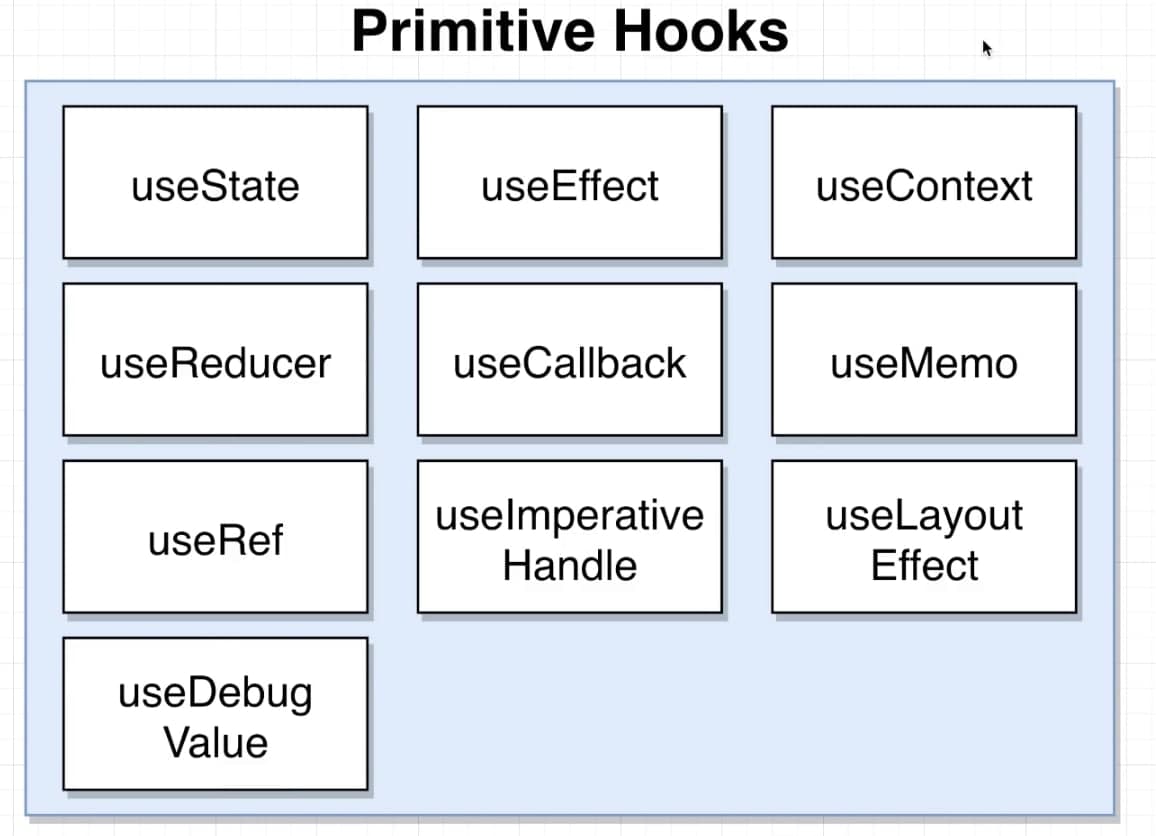 Primitive Hooks
useState
useEffect
useContext
useReducer
useCallback
useMemo
useRef
useImperative
Handle
useLayout
Effect
useDebug
Value